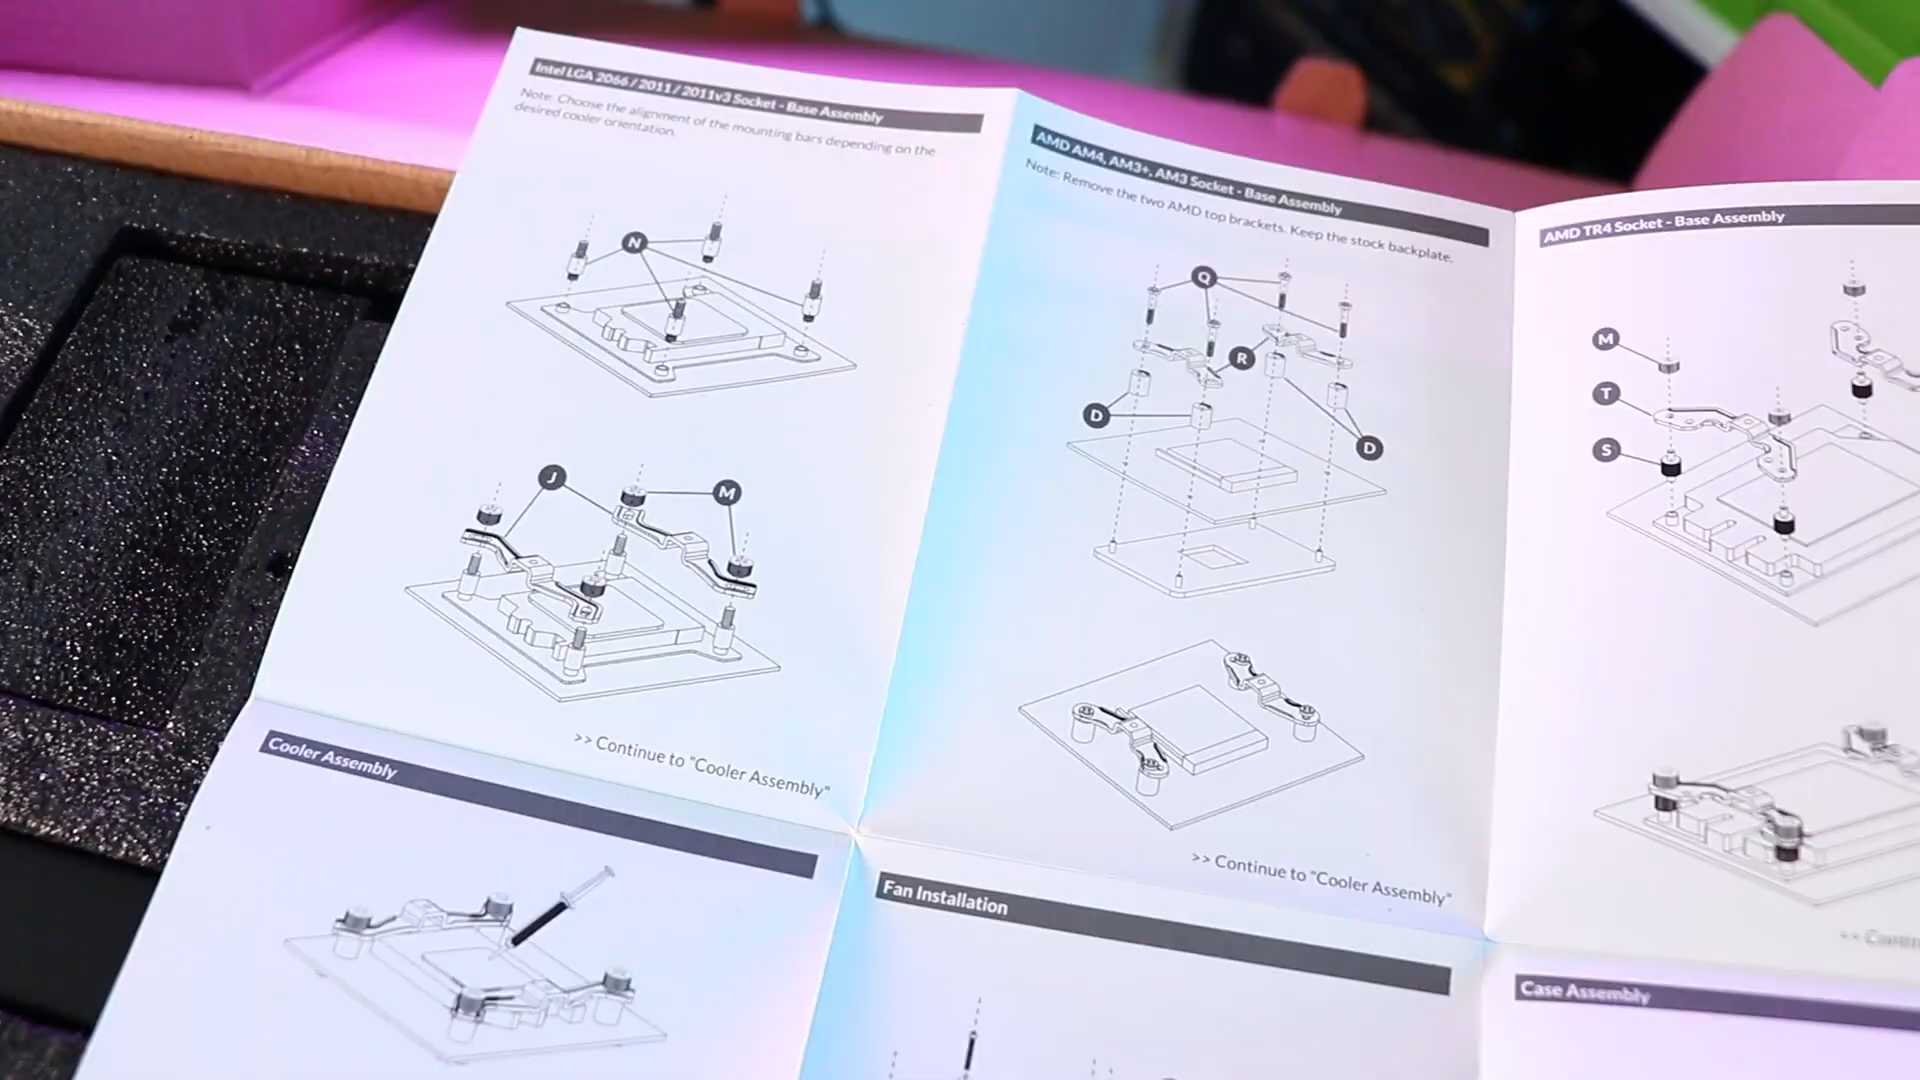 Intel LGA 2066 / 2011 / 2011v3 Socket - Base Assembly
Note: Choose the alignment of the mounting bars depending on the
desired cooler orientation.
N
J
M
>> Continue to "Cooler Assembly"
AMD AM4, AM3+, AM3 Socket - Base Assembly
Note: Remove the two AMD top brackets. Keep the stock backplate.
Q
R
D
D
>> Continue to "Cooler Assembly"
AMD TR4 Socket - Base Assembly
M
T
S
Cooler Assembly
Fan Installation
Case Assembly